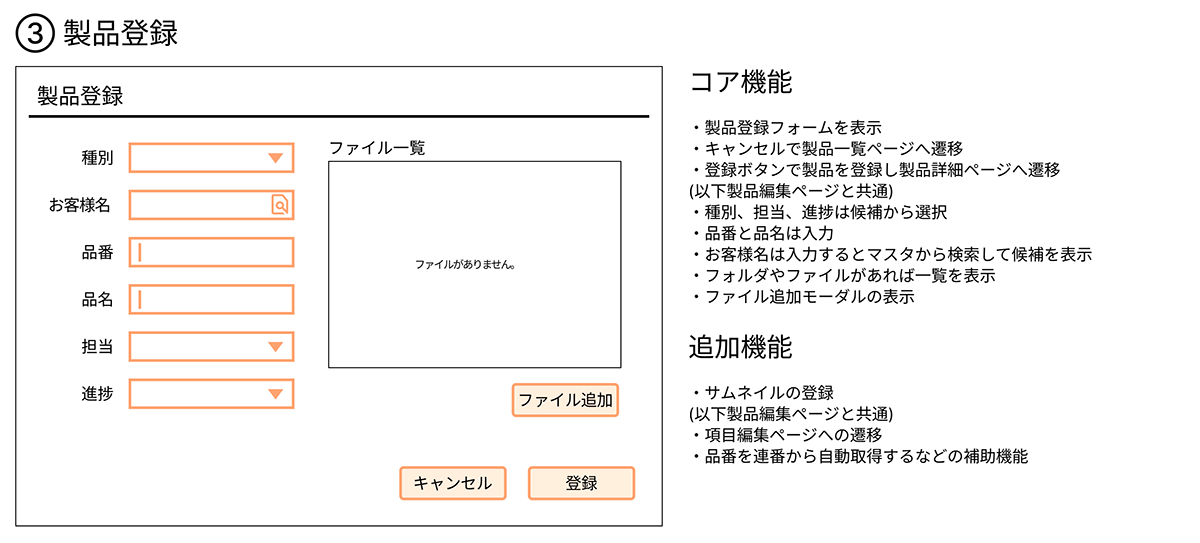 ③ 製品登録
製品登録
種別
お客様名
品番
品名
担当
進捗
ファイル一覧
ファイルがありません。
ファイル追加
キャンセル
登録
コア機能
・製品登録フォームを表示
・キャンセルで製品一覧ページへ遷移
・登録ボタンで製品を登録し製品詳細ページへ遷移
(以下製品編集ページと共通)
・種別、担当、進捗は候補から選択
・品番と品名は入力
・お客様名は入力するとマスタから検索して候補を表示
・フォルダやファイルがあれば一覧を表示
・ファイル追加モーダルの表示
追加機能
・サムネイルの登録
(以下製品編集ページと共通)
・項目編集ページへの遷移
・品番を連番から自動取得するなどの補助機能